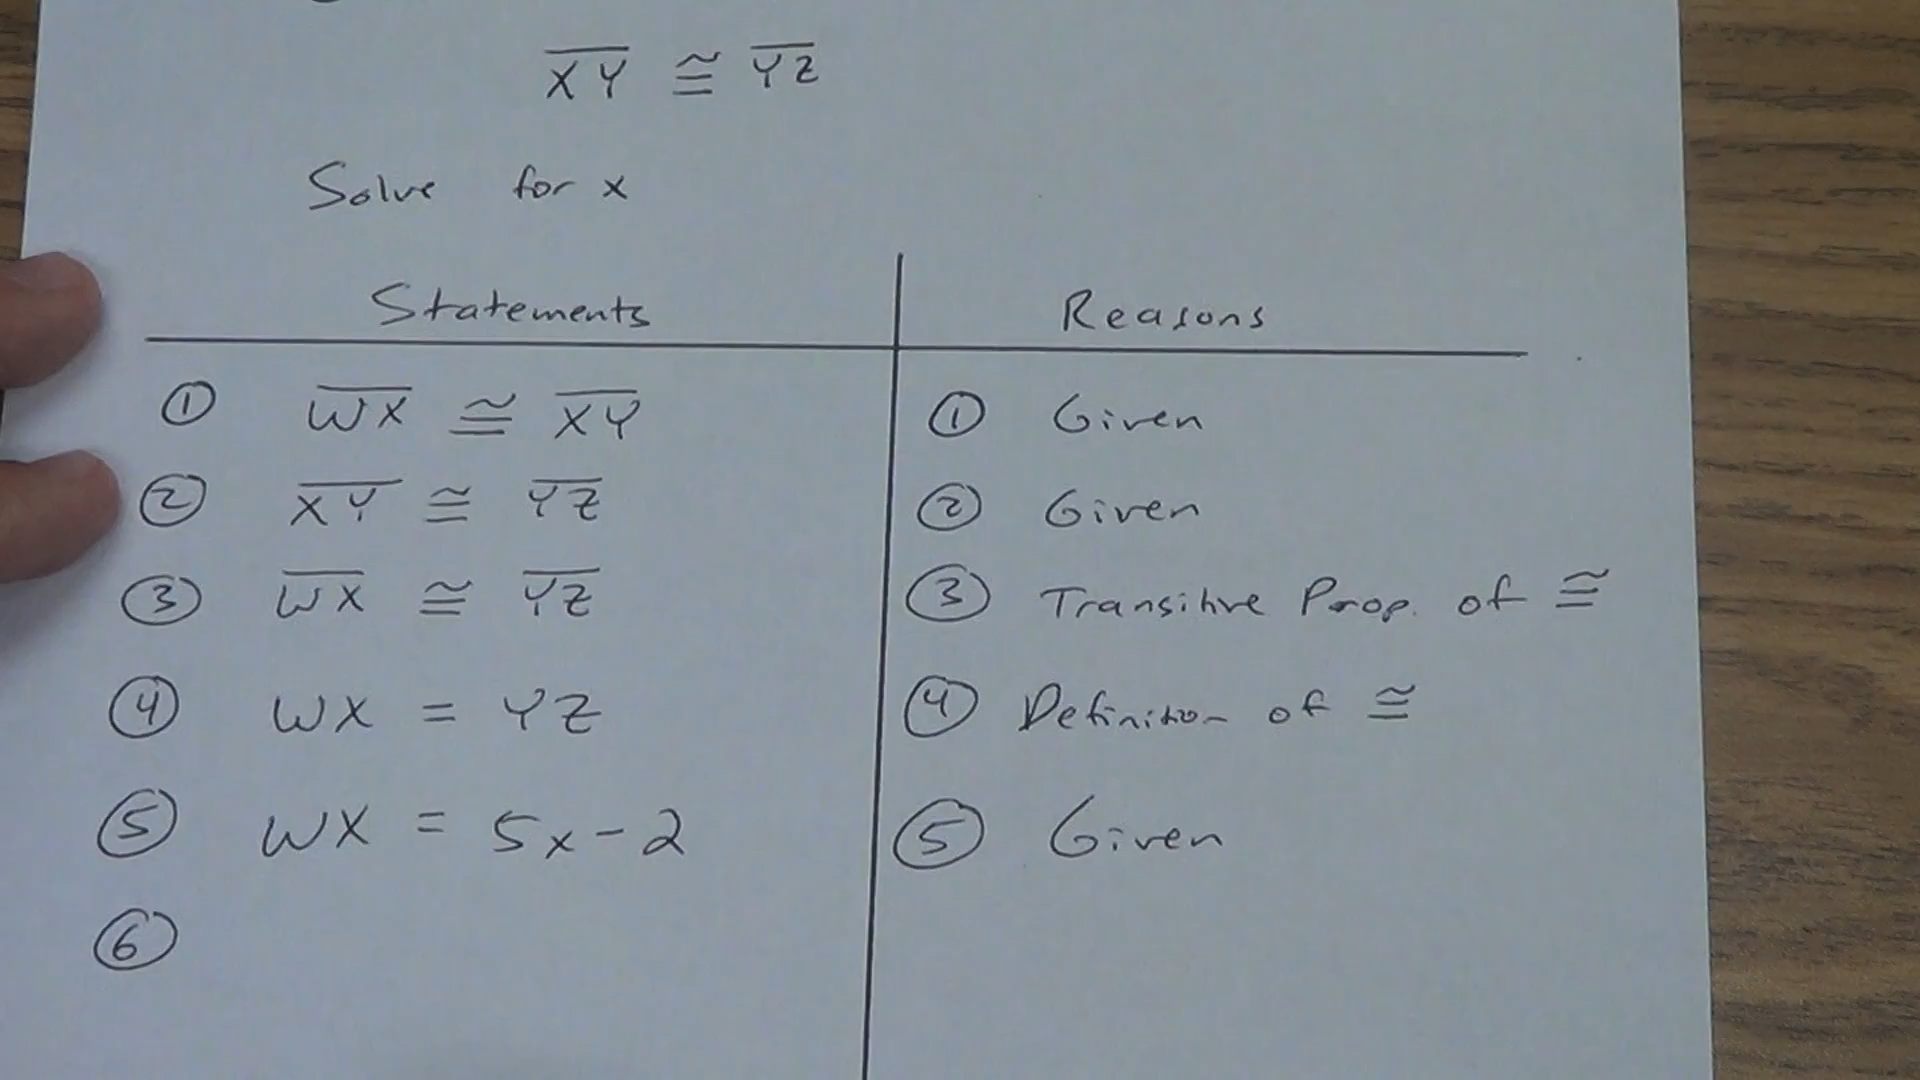 XY ≅ YZ
Solve for x
Statements Reasons
① WX ≅ XY ① Given
② XY ≅ YZ ② Given
③ WX ≅ YZ ③ Transitive Prop. of ≅
④ WX = YZ ④ Definition of ≅
⑤ WX = 5x - 2 ⑤ Given
⑥